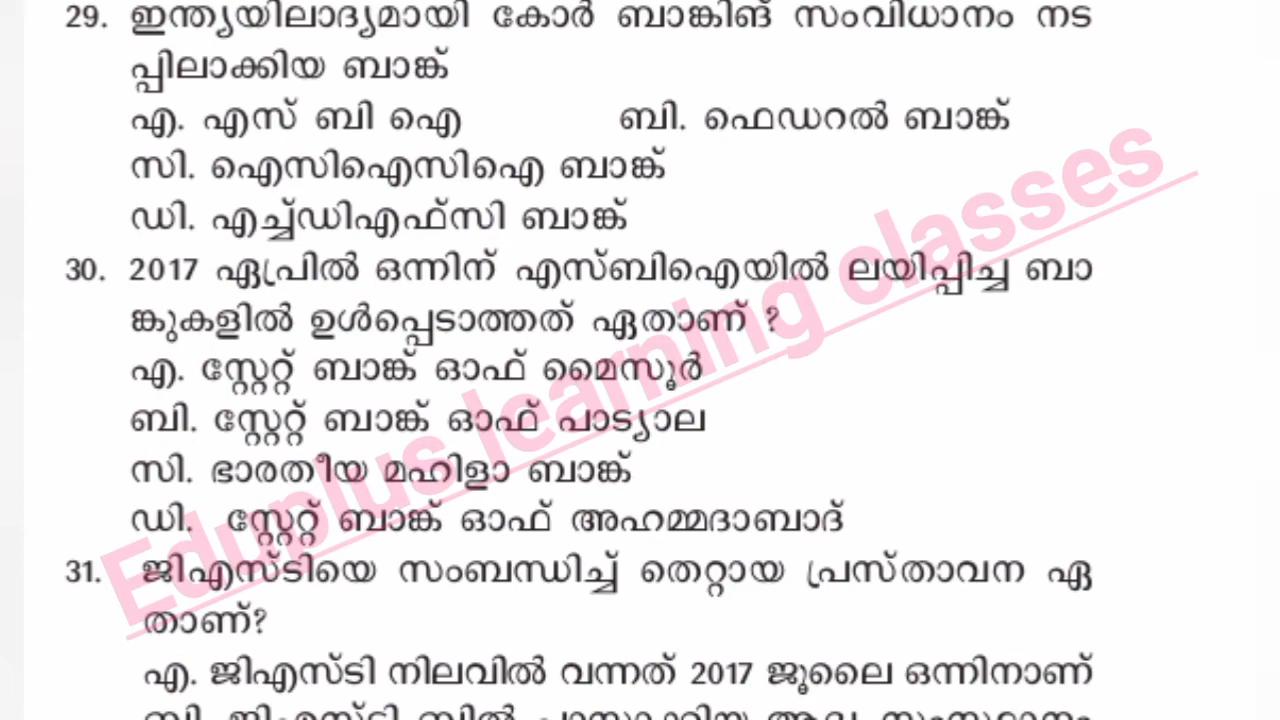 29. ഇന്ത്യയിലാദ്യമായി കോർ ബാങ്കിങ് സംവിധാനം നട
പ്പിലാക്കിയ ബാങ്ക്
എ. എസ് ബി ഐ ബി. ഫെഡറൽ ബാങ്ക്
സി. ഐസിഐസിഐ ബാങ്ക്
ഡി. എച്ച്ഡിഎഫ്സി ബാങ്ക്
30. 2017 ഏപ്രിൽ ഒന്നിന് എസ്ബിഐയിൽ ലയിപ്പിച്ച ബാ
ങ്കുകളിൽ ഉൾപ്പെടാത്തത് ഏതാണ് ?
എ. സ്റ്റേറ്റ് ബാങ്ക് ഓഫ് മൈസൂർ
ബി. സ്റ്റേറ്റ് ബാങ്ക് ഓഫ് പാട്യാല
സി. ഭാരതീയ മഹിളാ ബാങ്ക്
ഡി. സ്റ്റേറ്റ് ബാങ്ക് ഓഫ് അഹമ്മദാബാദ്
31. ജിഎസ്ടിയെ സംബന്ധിച്ച് തെറ്റായ പ്രസ്താവന ഏ
താണ്?
എ. ജിഎസ്ടി നിലവിൽ വന്നത് 2017 ജൂലൈ ഒന്നിനാണ്
ബി. ജിഎസ്ടി ബിൽ പാസാക്കിയ ആദ്യ സംസ്ഥാനം
Eduplus learning classes